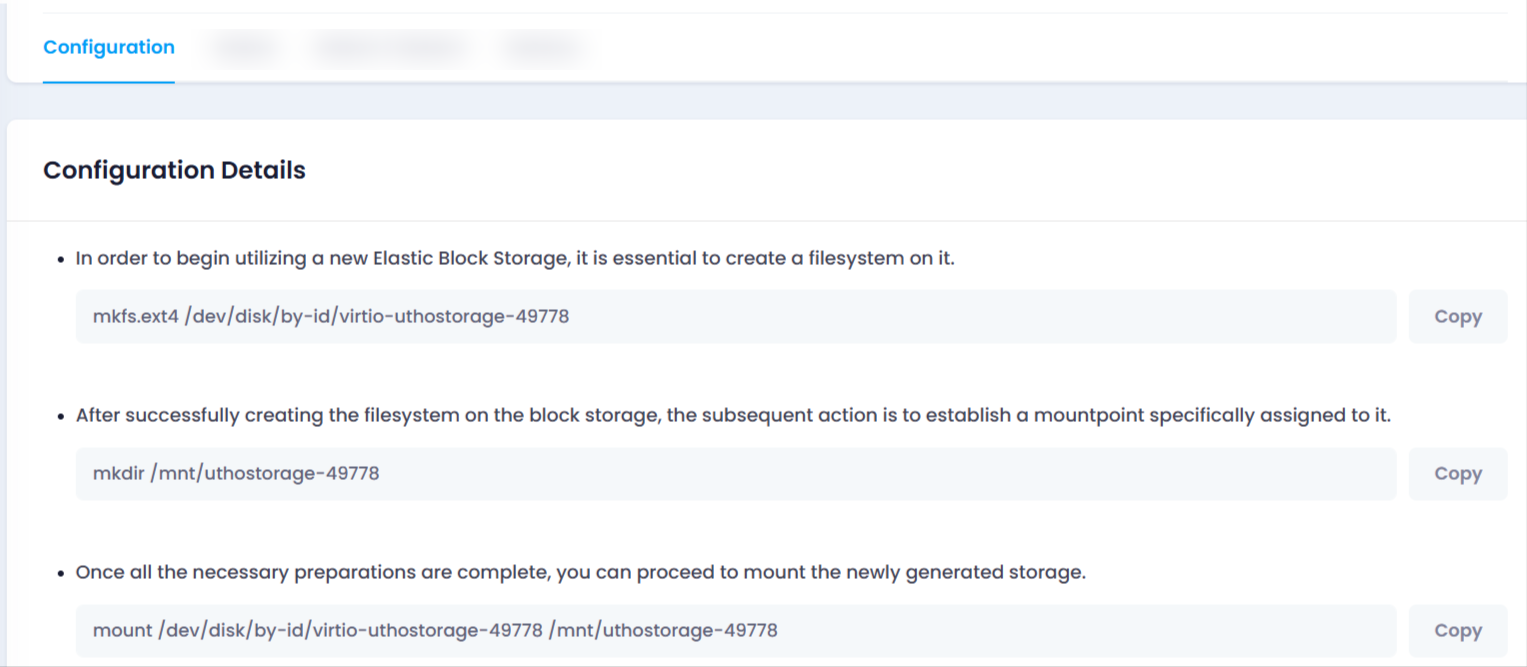 Configuration
Configuration Details
In order to begin utilizing a new Elastic Block Storage, it is essential to create a filesystem on it.
mkfs.ext4 /dev/disk/by-id/virtio-uthostorage-49778
Copy
After successfully creating the filesystem on the block storage, the subsequent action is to establish a mountpoint specifically assigned to it.
mkdir /mnt/uthostorage-49778
Copy
Once all the necessary preparations are complete, you can proceed to mount the newly generated storage.
mount /dev/disk/by-id/virtio-uthostorage-49778 /mnt/uthostorage-49778
Copy